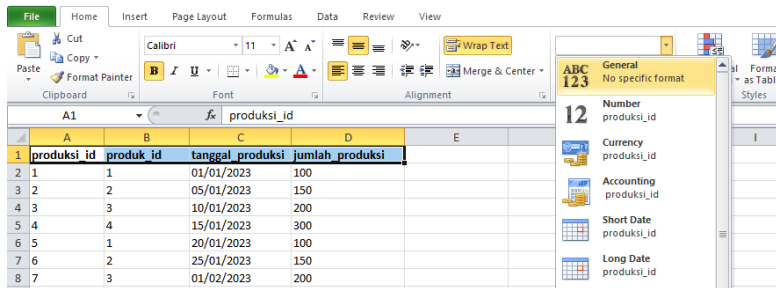 File Home Insert Page Layout Formulas Data Review View
Cut
Copy
Format Painter
Paste
Clipboard
Calibri 11 A A
B I U A
Font
Wrap Text
Merge & Center
Alignment
ABC
123
General
No specific format
12
Number
produksi_id
Currency
produksi_id
Accounting
produksi_id
Short Date
produksi_id
Long Date
produksi_id
as Tabl
Styles
A1 fx produksi_id
A B C D E I
1 produksi_id produk_id tanggal_produksi jumlah_produksi
2 1 1 01/01/2023 100
3 2 2 05/01/2023 150
4 3 3 10/01/2023 200
5 4 4 15/01/2023 300
6 5 1 20/01/2023 100
7 6 2 25/01/2023 150
8 7 3 01/02/2023 200